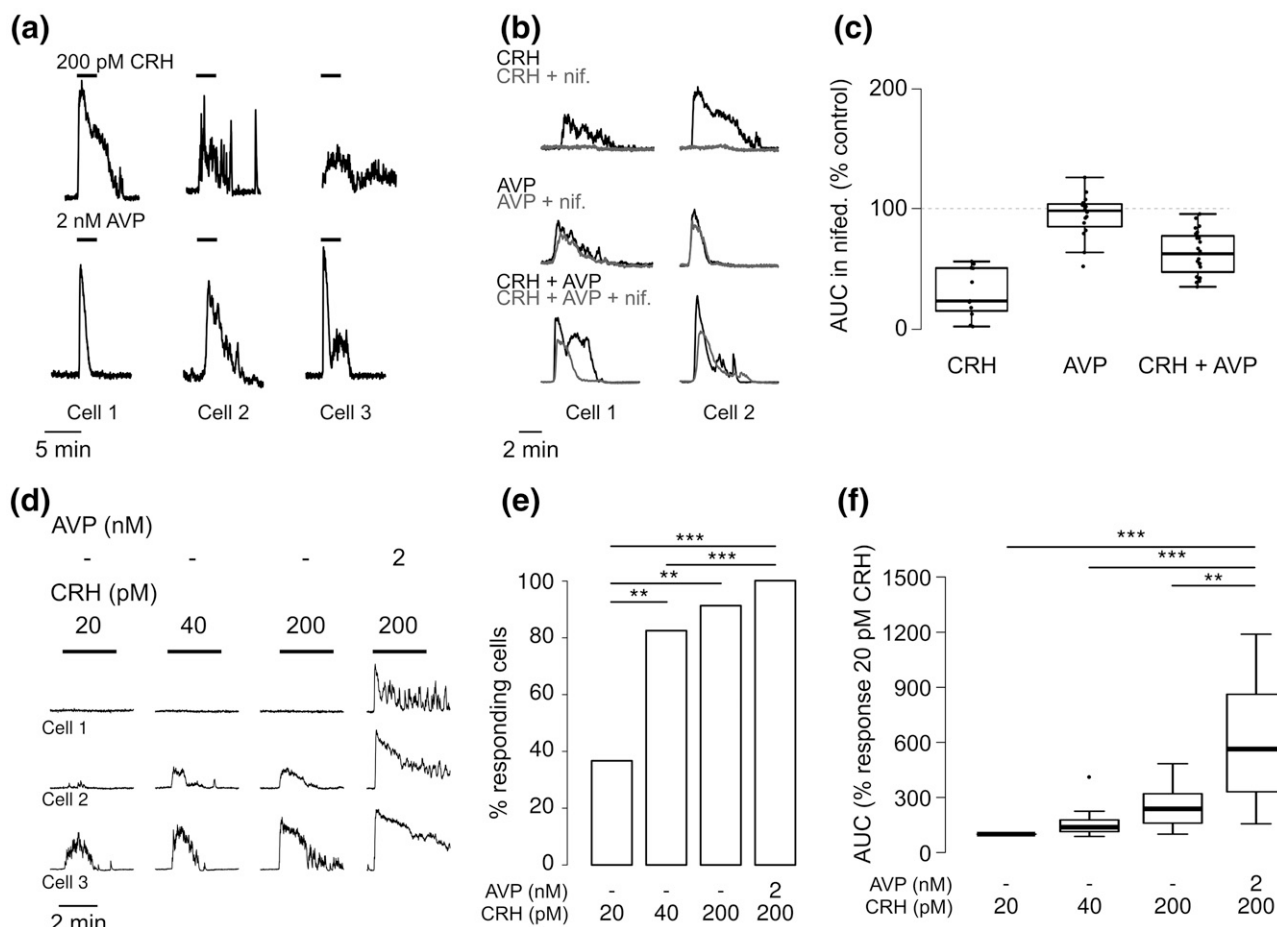 (a)
200 pM CRH
2 nM AVP
Cell 1 Cell 2 Cell 3
5 min
(b)
CRH
CRH + nif.
AVP
AVP + nif.
CRH + AVP
CRH + AVP + nif.
Cell 1 Cell 2
2 min
(c)
AUC in nifed. (% control)
200
100
0
CRH AVP CRH + AVP
(d)
AVP (nM)
- - - 2
CRH (pM)
20 40 200 200
Cell 1
Cell 2
Cell 3
2 min
(e)
% responding cells
***
***
**
**
100
80
60
40
20
0
AVP (nM) - - - 2
CRH (pM) 20 40 200 200
(f)
AUC (% response 20 pM CRH)
***
***
**
1500
1200
900
600
300
0
AVP (nM) - - - 2
CRH (pM) 20 40 200 200